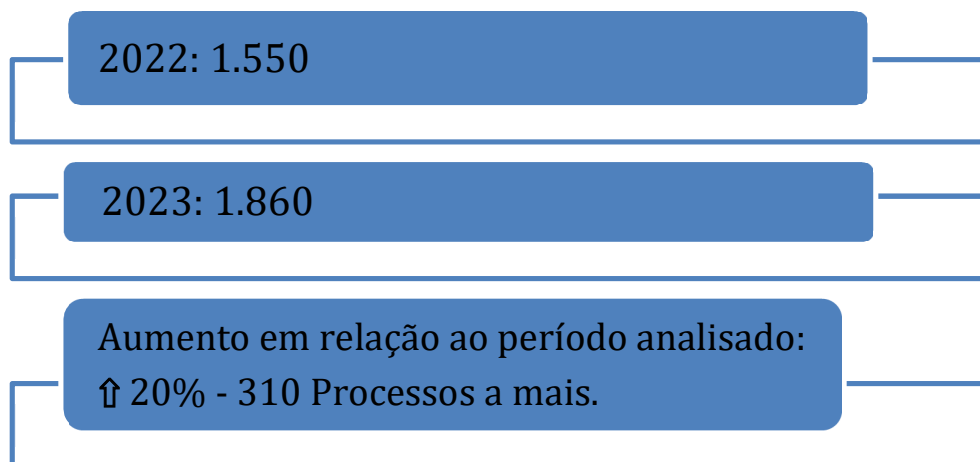 2022: 1.550
2023: 1.860
Aumento em relação ao período analisado:
⇧ 20% - 310 Processos a mais.